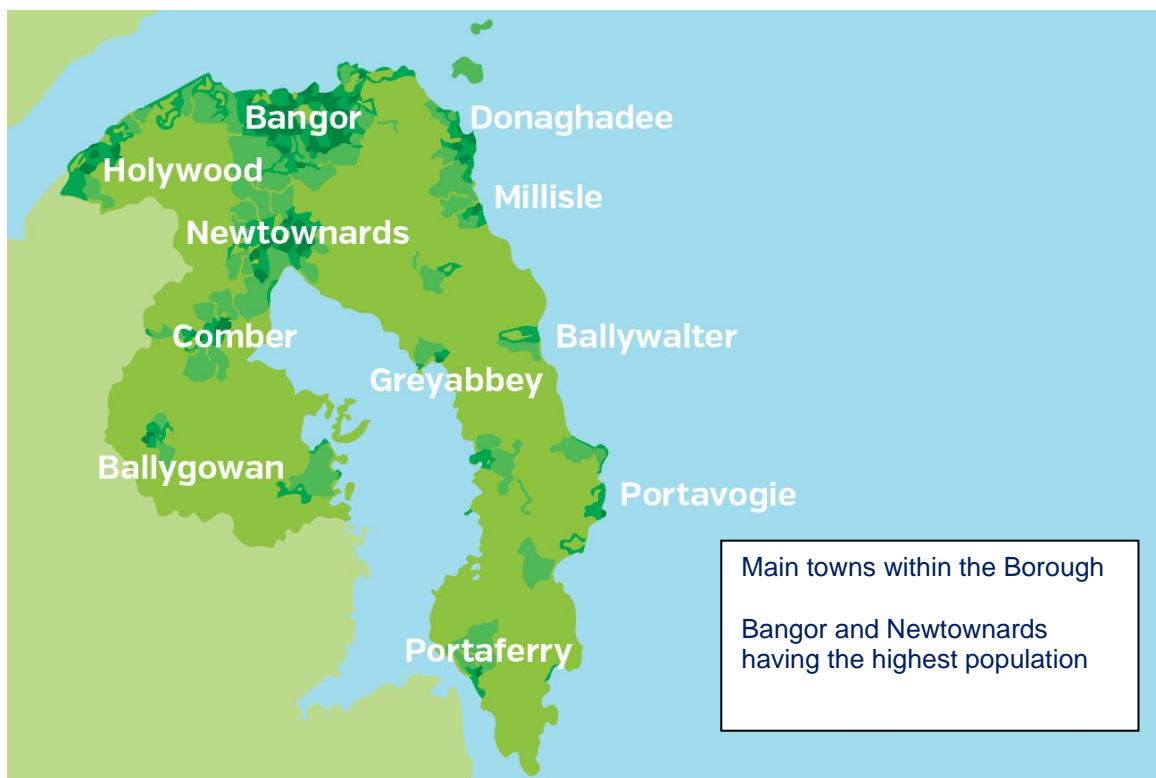 Bangor
Donaghadee
Holywood
Millisle
Newtownards
Comber
Ballywalter
Greyabbey
Ballygowan
Portavogie
Main towns within the Borough
Bangor and Newtownards
having the highest population
Portaferry